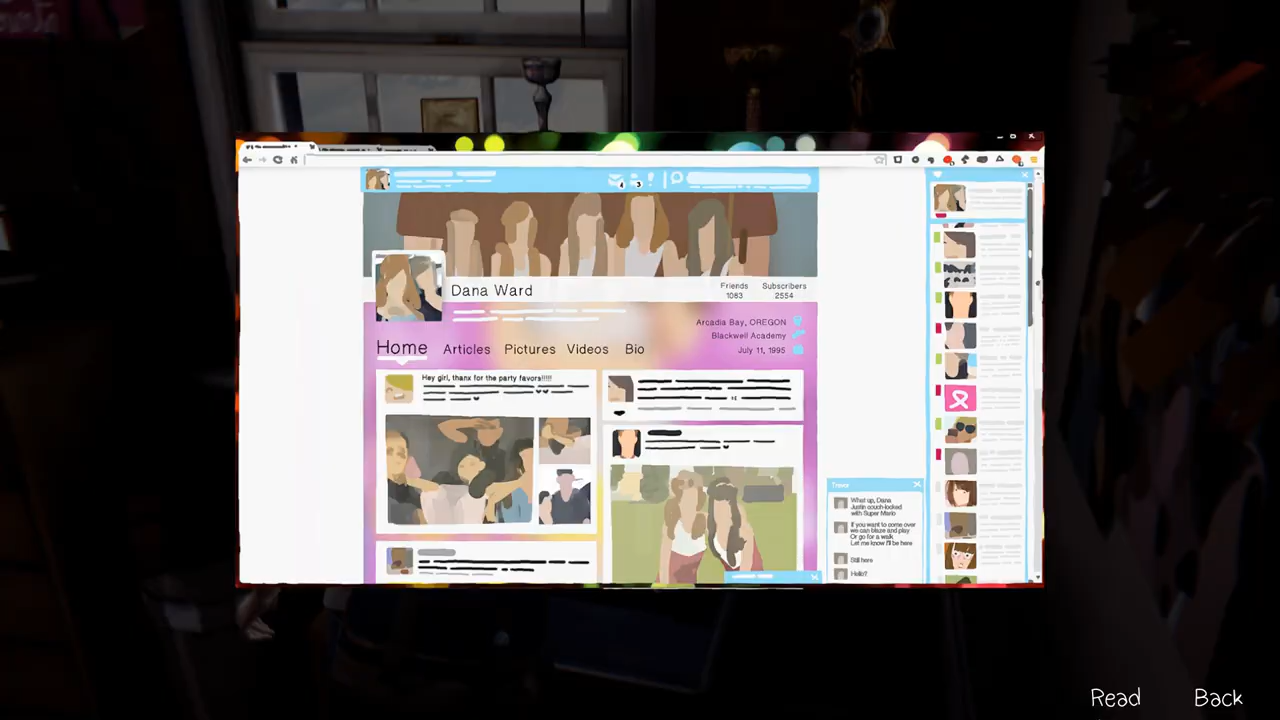 4
3
Dana Ward
Friends
1083
Subscribers
2554
Arcadia Bay, OREGON
Blackwell Academy
July 11, 1995
Home
Articles
Pictures
Videos
Bio
Hey girl, thanx for the party favors!!!!!
Trevor
What up, Dana
Justin couch-locked
with Super Mario
If you want to come over
we can blaze and play
Or go for a walk
Let me know I'll be here
Still here
Hello?
Read
Back